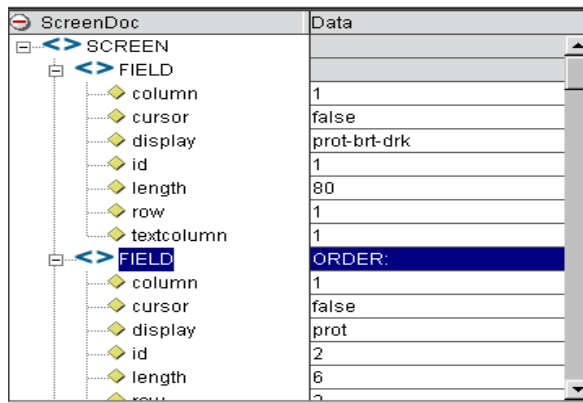 ScreenDoc Data
SCREEN
FIELD
column 1
cursor false
display prot-brt-drk
id 1
length 80
row 1
textcolumn 1
FIELD ORDER:
column 1
cursor false
display prot
id 2
length 6
row